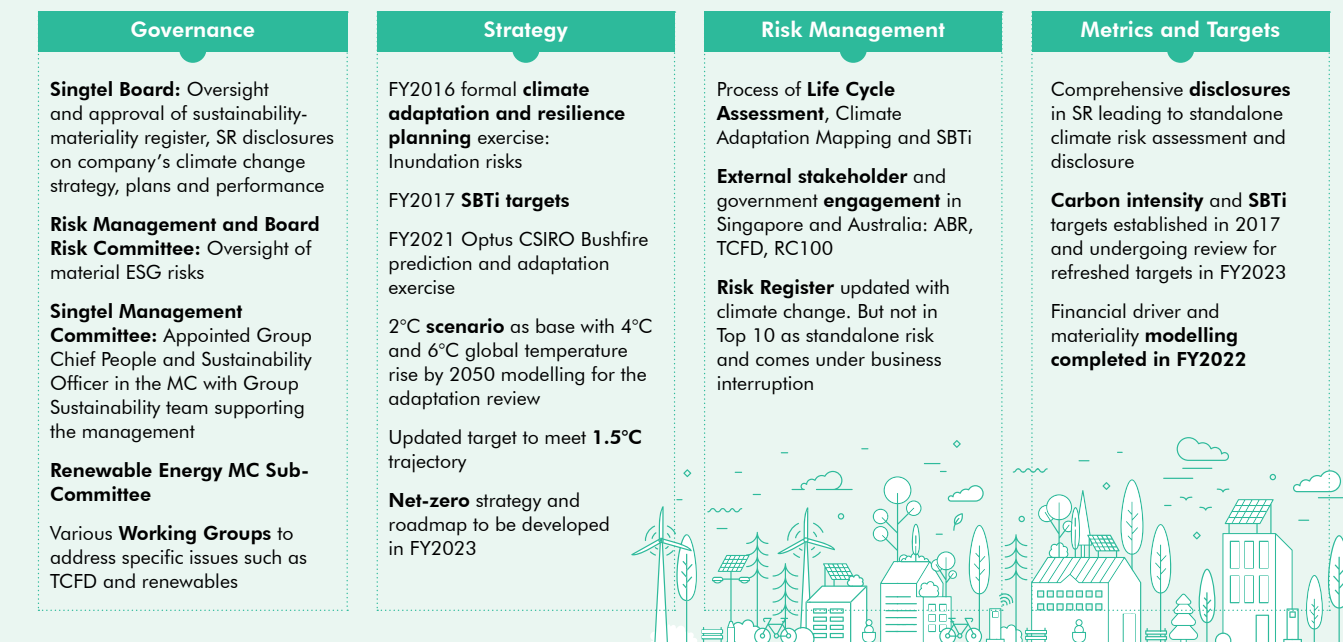 Governance
Singtel Board: Oversight
and approval of sustainability-
materiality register, SR disclosures
on company's climate change
strategy, plans and performance
Risk Management and Board
Risk Committee: Oversight of
material ESG risks
Singtel Management
Committee: Appointed Group
Chief People and Sustainability
Officer in the MC with Group
Sustainability team supporting
the management
Renewable Energy MC Sub-
Committee
Various Working Groups to
address specific issues such as
TCFD and renewables
Strategy
FY2016 formal climate
adaptation and resilience
planning exercise:
Inundation risks
FY2017 SBTi targets
FY2021 Optus CSIRO Bushfire
prediction and adaptation
exercise
2°C scenario as base with 4°C
and 6°C global temperature
rise by 2050 modelling for the
adaptation review
Updated target to meet 1.5°C
trajectory
Net-zero strategy and
roadmap to be developed
in FY2023
Risk Management
Process of Life Cycle
Assessment, Climate
Adaptation Mapping and SBTi
External stakeholder and
government engagement in
Singapore and Australia: ABR,
TCFD, RC100
Risk Register updated with
climate change. But not in
Top 10 as standalone risk
and comes under business
interruption
Metrics and Targets
Comprehensive disclosures
in SR leading to standalone
climate risk assessment and
disclosure
Carbon intensity and SBTi
targets established in 2017
and undergoing review for
refreshed targets in FY2023
Financial driver and
materiality modelling
completed in FY2022